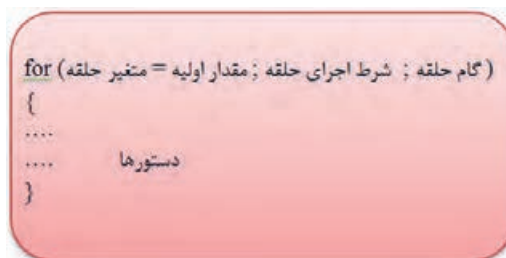 for (متغیر حلقه = مقدار اولیه ; شرط اجرای حلقه ; گام حلقه)
{
....
.... دستورها
}